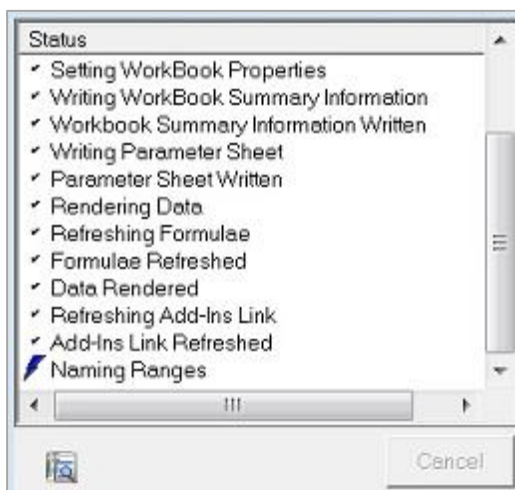 Status
Setting WorkBook Properties
Writing WorkBook Summary Information
Workbook Summary Information Written
Writing Parameter Sheet
Parameter Sheet Written
Rendering Data
Refreshing Formulae
Formulae Refreshed
Data Rendered
Refreshing Add-Ins Link
Add-Ins Link Refreshed
Naming Ranges
Cancel